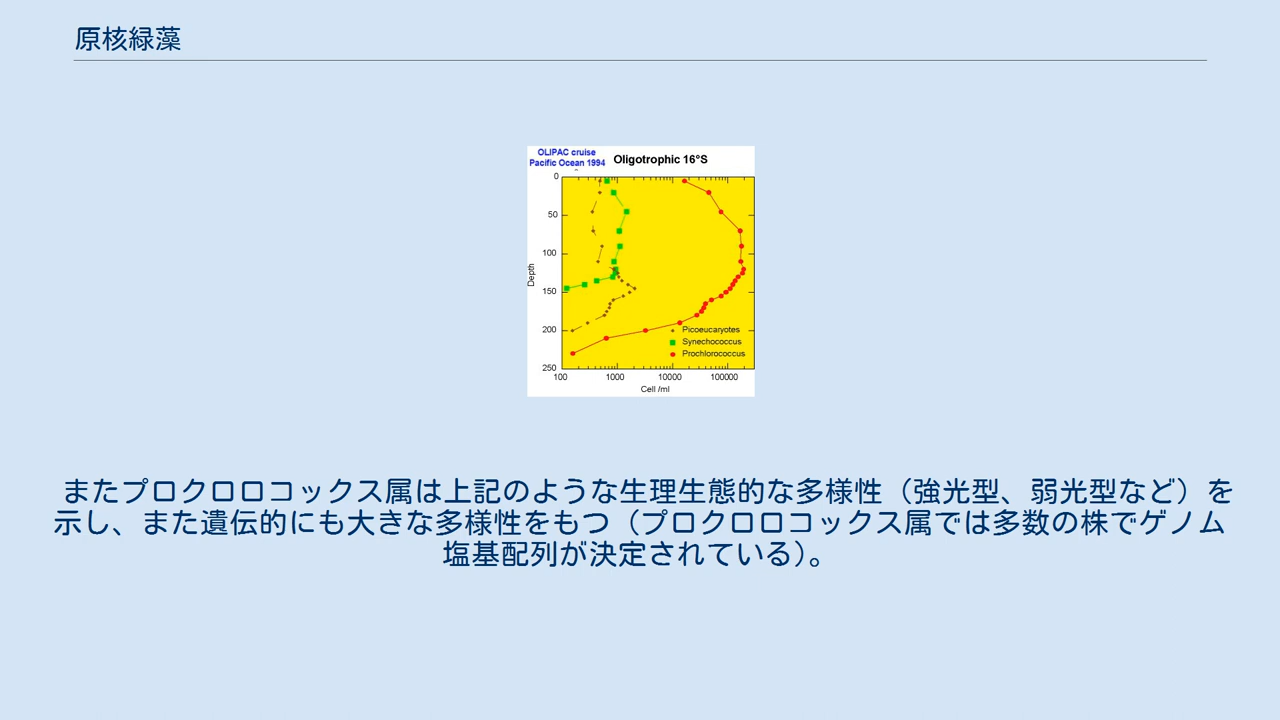 原核緑藻
OLIPAC cruise
Pacific Ocean 1994
Oligotrophic 16°S
0
50
100
150
200
250
Depth
Picoeucaryotes
Synechococcus
Prochlorococcus
100
1000
10000
100000
Cell /ml
またプロクロロコックス属は上記のような生理生態的な多様性（強光型、弱光型など）を
示し、また遺伝的にも大きな多様性をもつ（プロクロロコックス属では多数の株でゲノム
塩基配列が決定されている）。